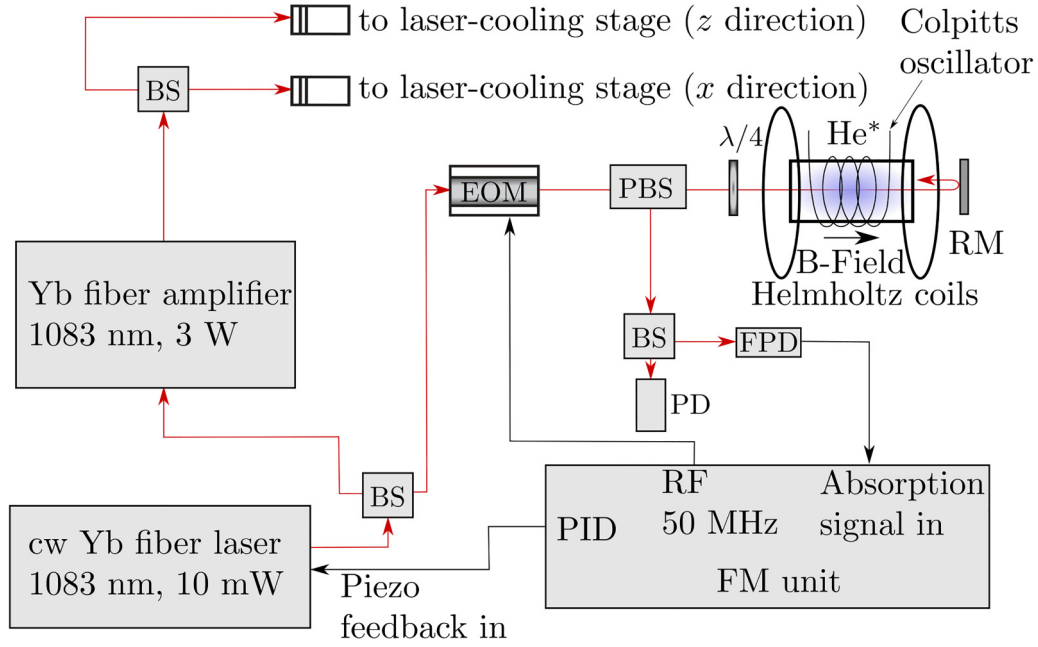 to laser-cooling stage (z direction)
Colpitts
oscillator
BS
to laser-cooling stage (x direction)
λ/4
He*
EOM
PBS
RM
B-Field
Helmholtz coils
Yb fiber amplifier
1083 nm, 3 W
BS
FPD
PD
BS
RF
50 MHz
Absorption
signal in
PID
FM unit
cw Yb fiber laser
1083 nm, 10 mW
Piezo
feedback in